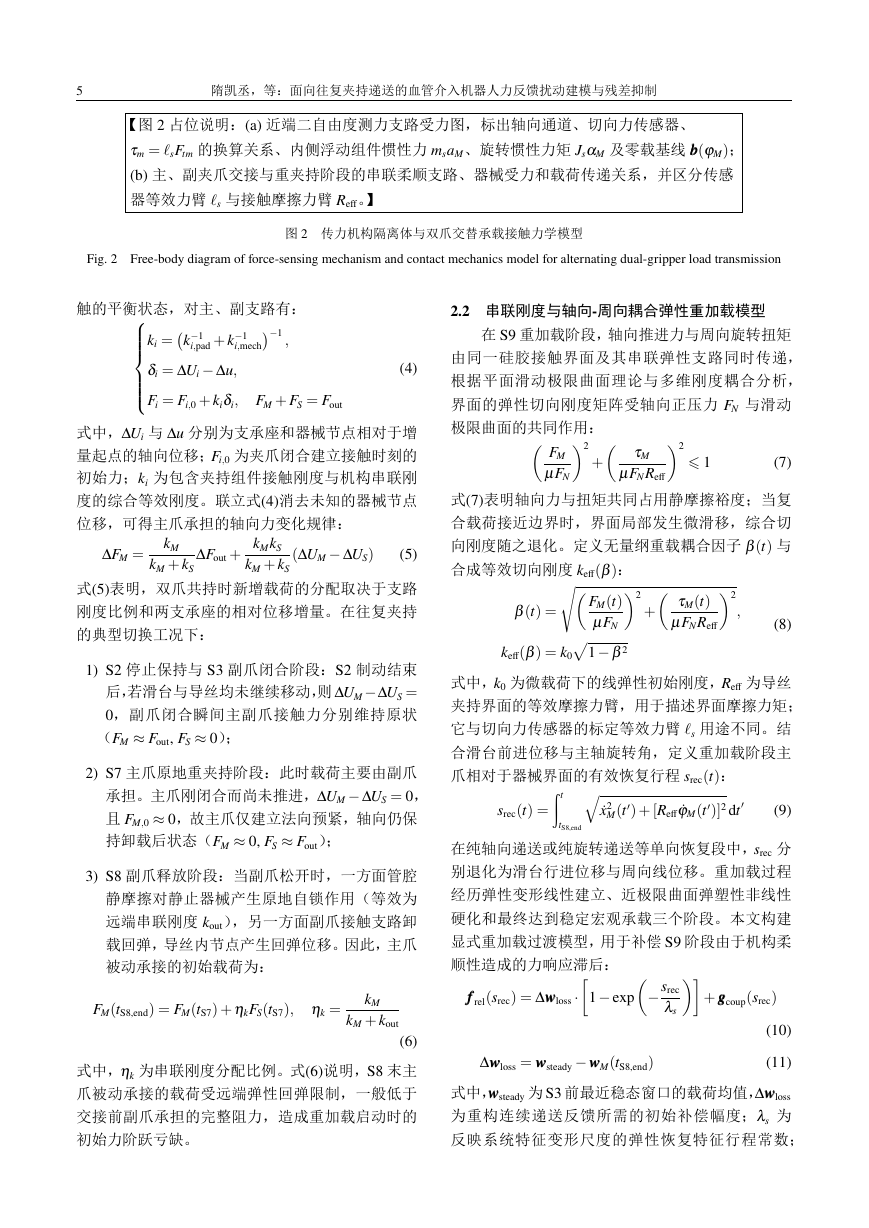 5
隋凯丞，等：面向往复夹持递送的血管介入机器人力反馈扰动建模与残差抑制
【图 2 占位说明：(a) 近端二自由度测力支路受力图，标出轴向通道、切向力传感器、
τm = ℓsFtm 的换算关系、内侧浮动组件惯性力 msaM、旋转惯性力矩 JsαM 及零载基线 b(φM)；
(b) 主、副夹爪交接与重夹持阶段的串联柔顺支路、器械受力和载荷传递关系，并区分传感
器等效力臂 ℓs 与接触摩擦力臂 Reff。】
图 2 传力机构隔离体与双爪交替承载接触力学模型
Fig. 2 Free-body diagram of force-sensing mechanism and contact mechanics model for alternating dual-gripper load transmission
触的平衡状态，对主、副支路有：
ki = (k−1i,pad + k−1i,mech)−1,
δi = ΔUi − Δu, (4)
Fi = Fi,0 + kiδi, FM + FS = Fout
式中，ΔUi 与 Δu 分别为支承座和器械节点相对于增
量起点的轴向位移；Fi,0 为夹爪闭合建立接触时刻的
初始力；ki 为包含夹持组件接触刚度与机构串联刚
度的综合等效刚度。联立式(4)消去未知的器械节点
位移，可得主爪承担的轴向力变化规律：
ΔFM = kM/(kM + kS) ΔFout + kMkS/(kM + kS) (ΔUM − ΔUS) (5)
式(5)表明，双爪共持时新增载荷的分配取决于支路
刚度比例和两支承座的相对位移增量。在往复夹持
的典型切换工况下：
1) S2 停止保持与 S3 副爪闭合阶段：S2 制动结束
后，若滑台与导丝均未继续移动，则 ΔUM − ΔUS =
0，副爪闭合瞬间主副爪接触力分别维持原状
（FM ≈ Fout, FS ≈ 0）；
2) S7 主爪原地重夹持阶段：此时载荷主要由副爪
承担。主爪刚闭合而尚未推进，ΔUM − ΔUS = 0，
且 FM,0 ≈ 0，故主爪仅建立法向预紧，轴向仍保
持卸载后状态（FM ≈ 0, FS ≈ Fout）；
3) S8 副爪释放阶段：当副爪松开时，一方面管腔
静摩擦对静止器械产生原地自锁作用（等效为
远端串联刚度 kout），另一方面副爪接触支路卸
载回弹，导丝内节点产生回弹位移。因此，主爪
被动承接的初始载荷为：
FM(tS8,end) = FM(tS7) + ηkFS(tS7), ηk = kM/(kM + kout)
(6)
式中，ηk 为串联刚度分配比例。式(6)说明，S8 末主
爪被动承接的载荷受远端弹性回弹限制，一般低于
交接前副爪承担的完整阻力，造成重加载启动时的
初始力阶跃亏缺。
2.2 串联刚度与轴向-周向耦合弹性重加载模型
在 S9 重加载阶段，轴向推进力与周向旋转扭矩
由同一硅胶接触界面及其串联弹性支路同时传递，
根据平面滑动极限曲面理论与多维刚度耦合分析，
界面的弹性切向刚度矩阵受轴向正压力 FN 与滑动
极限曲面的共同作用：
(FM/μFN)2 + (τM/μFNReff)2 ⩽ 1 (7)
式(7)表明轴向力与扭矩共同占用静摩擦裕度；当复
合载荷接近边界时，界面局部发生微滑移，综合切
向刚度随之退化。定义无量纲重载耦合因子 β(t) 与
合成等效切向刚度 keff(β)：
β(t) = √((FM(t)/μFN)2 + (τM(t)/μFNReff)2),
(8)
keff(β) = k0√(1 − β2)
式中，k0 为微载荷下的线弹性初始刚度，Reff 为导丝
夹持界面的等效摩擦力臂，用于描述界面摩擦力矩；
它与切向力传感器的标定等效力臂 ℓs 用途不同。结
合滑台前进位移与主轴旋转角，定义重加载阶段主
爪相对于器械界面的有效恢复行程 srec(t)：
srec(t) = ∫ttS8,end √(ẋ2M(t′) + [Reffφ̇M(t′)]2) dt′ (9)
在纯轴向递送或纯旋转递送等单向恢复段中，srec 分
别退化为滑台行进位移与周向线位移。重加载过程
经历弹性变形线性建立、近极限曲面弹塑性非线性
硬化和最终达到稳定宏观承载三个阶段。本文构建
显式重加载过渡模型，用于补偿 S9 阶段由于机构柔
顺性造成的力响应滞后：
frel(srec) = Δwloss · [1 − exp(−srec/λs)] + gcoup(srec)
(10)
Δwloss = wsteady − wM(tS8,end) (11)
式中，wsteady 为 S3 前最近稳态窗口的载荷均值，Δwloss
为重构连续递送反馈所需的初始补偿幅度；λs 为
反映系统特征变形尺度的弹性恢复特征行程常数；